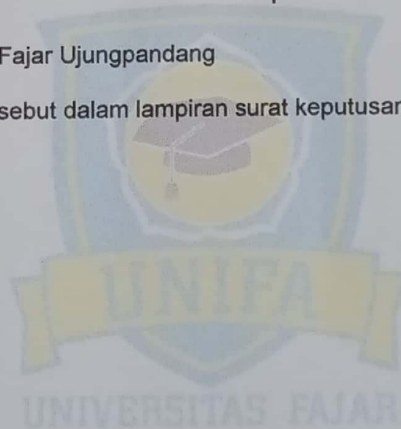 Fajar Ujungpandang
sebut dalam lampiran surat keputusan
UNIFA
UNIVERSITAS FAJAR